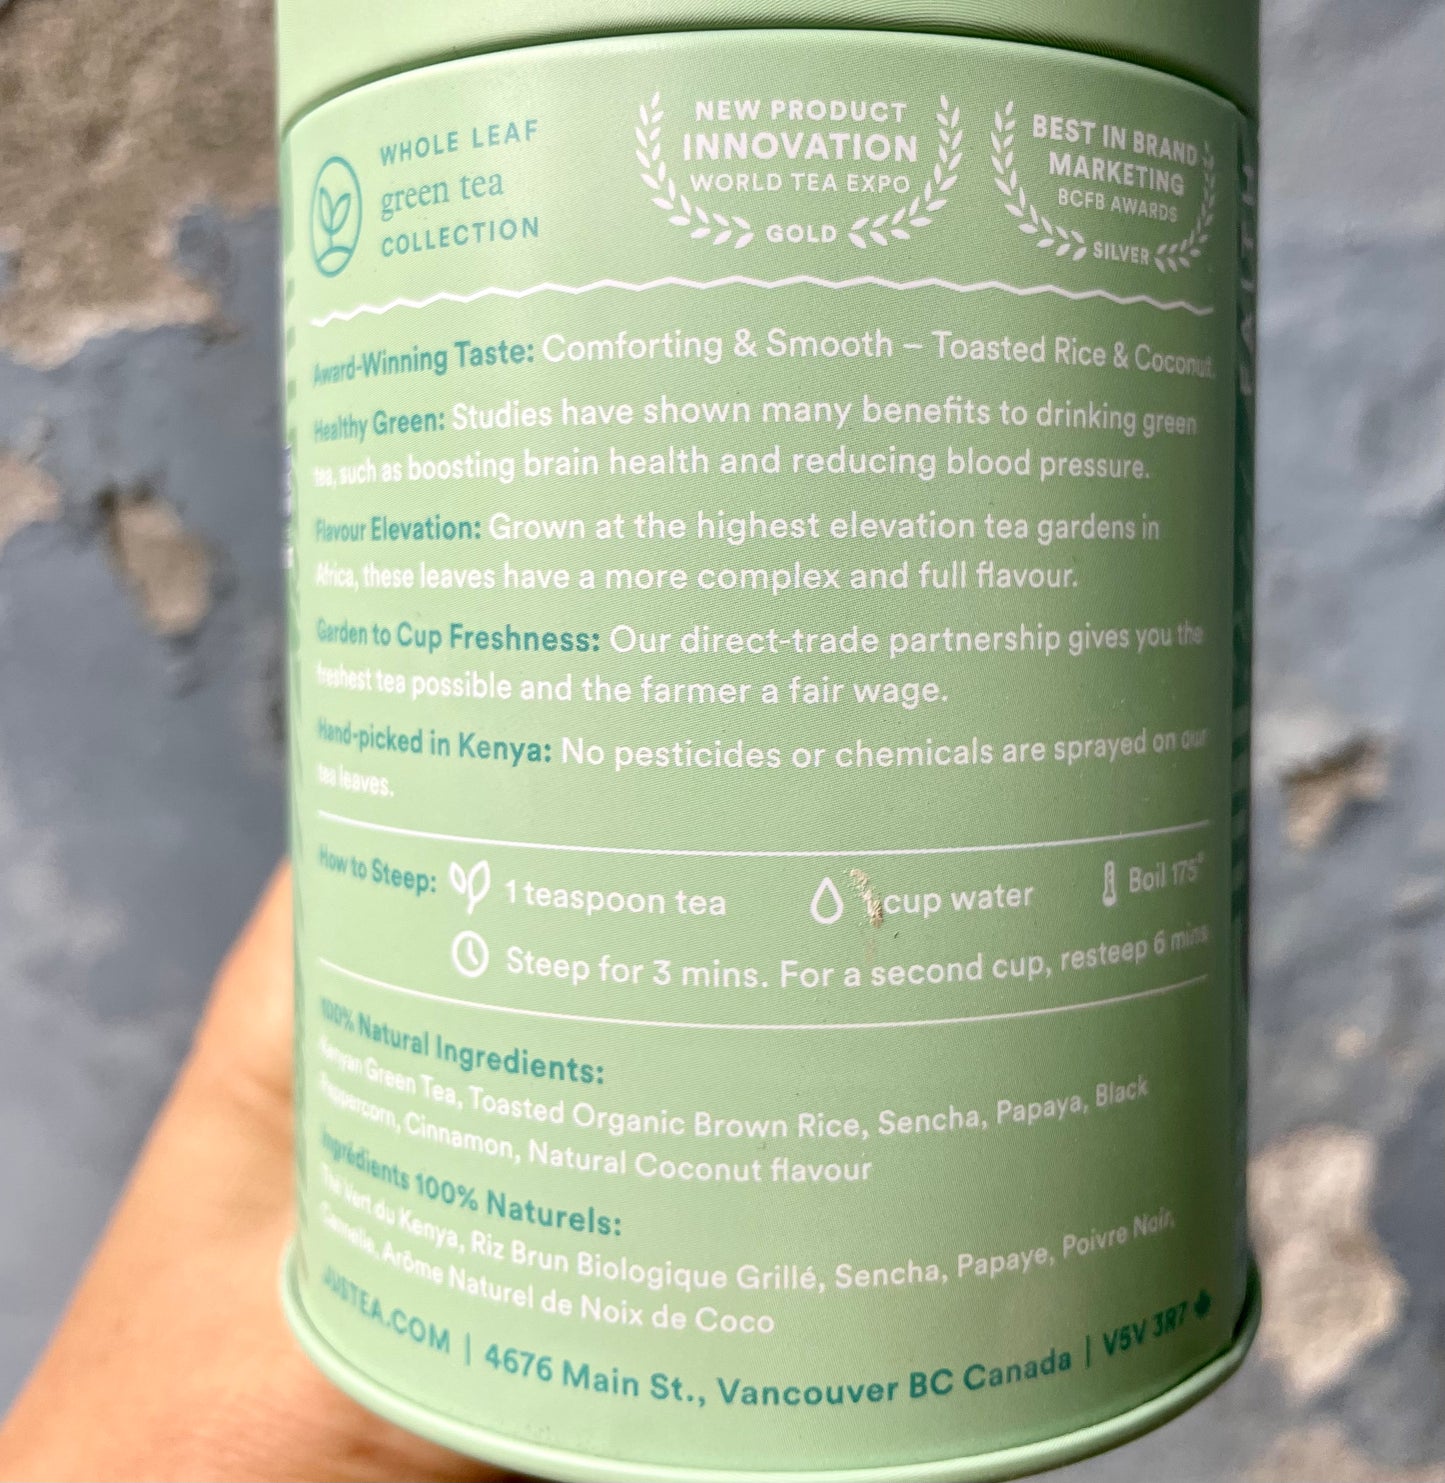 WHOLE LEAF
green tea
COLLECTION
NEW PRODUCT
INNOVATION
WORLD TEA EXPO
GOLD
BEST IN BRAND
MARKETING
BCFB AWARDS
SILVER
Award-Winning Taste: Comforting & Smooth – Toasted Rice & Coconut.
Healthy Green: Studies have shown many benefits to drinking green
tea, such as boosting brain health and reducing blood pressure.
Flavour Elevation: Grown at the highest elevation tea gardens in
Africa, these leaves have a more complex and full flavour.
Garden to Cup Freshness: Our direct-trade partnership gives you the
freshest tea possible and the farmer a fair wage.
Hand-picked in Kenya: No pesticides or chemicals are sprayed on our
tea leaves.
How to Steep: 1 teaspoon tea cup water Boil 175°
Steep for 3 mins. For a second cup, resteep 6 mins
100% Natural Ingredients:
Kenyan Green Tea, Toasted Organic Brown Rice, Sencha, Papaya, Black
Peppercorn, Cinnamon, Natural Coconut flavour
Ingrédients 100% Naturels:
Thé Vert du Kenya, Riz Brun Biologique Grillé, Sencha, Papaye, Poivre Noir,
Cannelle, Arôme Naturel de Noix de Coco
JUSTEA.COM | 4676 Main St., Vancouver BC Canada | V5V 3R7